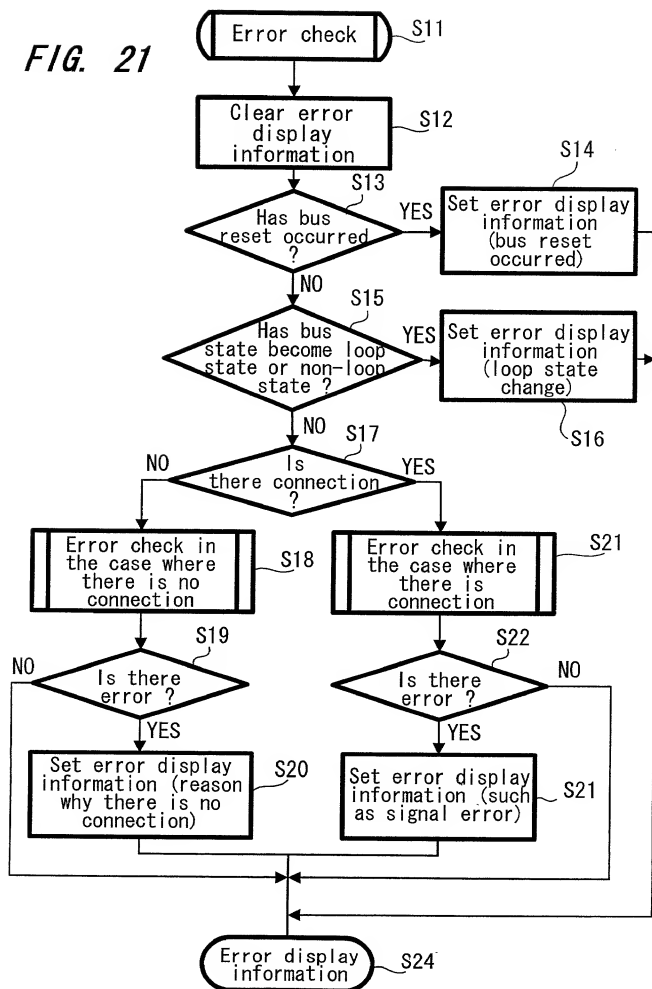 FIG. 21
Error check
S11
Clear error
display
information
S12
S13
Has bus
reset occurred
?
YES
NO
S14
Set error display
information
(bus reset
occurred)
S15
Has bus
state become loop
state or non-loop
state ?
YES
NO
Set error display
information
(loop state
change)
S16
S17
Is
there connection
?
NO
YES
Error check in
the case where
there is no
connection
S18
Error check in
the case where
there is
connection
S21
S19
Is there
error ?
NO
YES
S22
Is there
error ?
NO
YES
Set error display
information (reason
why there is no
connection)
S20
Set error display
information (such
as signal error)
S21
Error display
information
S24